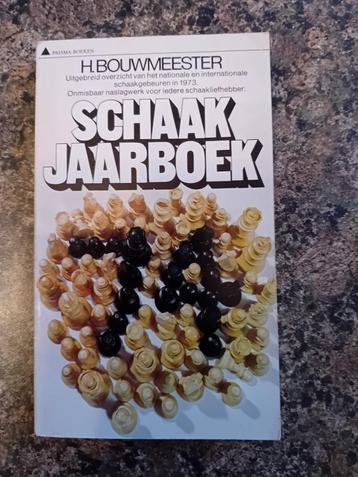 PRISMA-BOEKEN
H. BOUWMEESTER
Uitgebreid overzicht van het nationale en internationale
schaakgebeuren in 1973.
Onmisbaar naslagwerk voor iedere schaakliefhebber.
SCHAAK
JAARBOEK
73